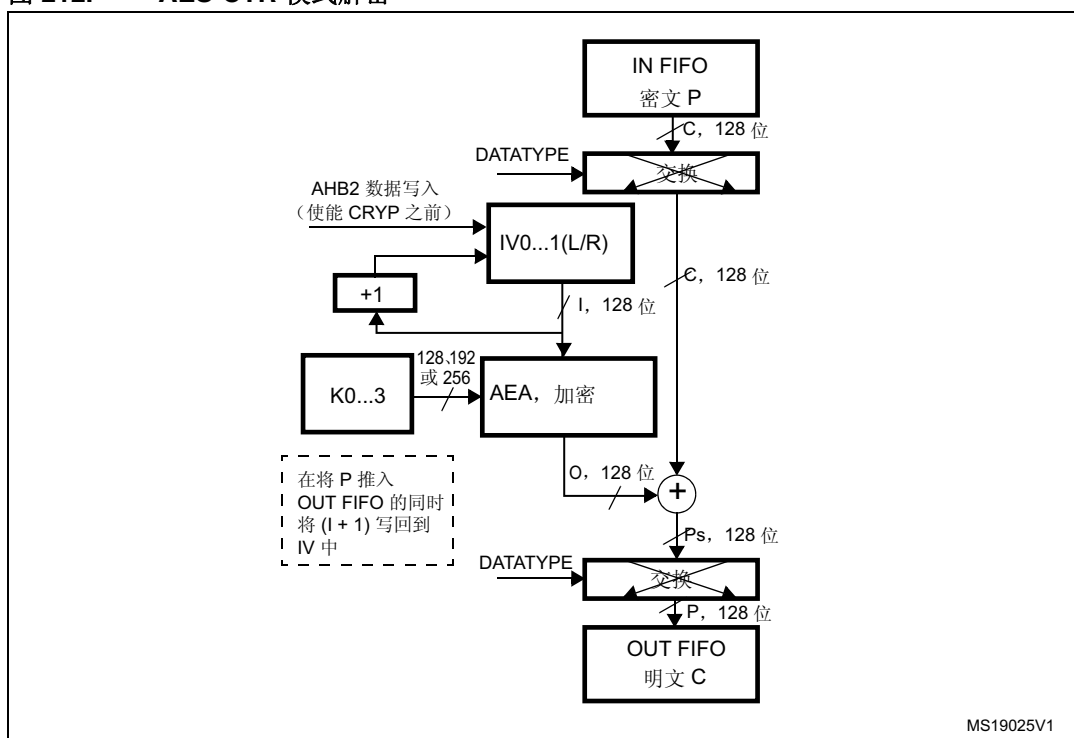 IN FIFO
密文 P
C，128 位
DATATYPE
交换
AHB2 数据写入
（使能 CRYP 之前）
IV0...1(L/R)
C，128 位
+1
I，128 位
128、192
或 256
K0...3
AEA，加密
在将 P 推入
OUT FIFO 的同时
将 (I + 1) 写回到
IV 中
O，128 位
+
Ps，128 位
DATATYPE
交换
P，128 位
OUT FIFO
明文 C
MS19025V1